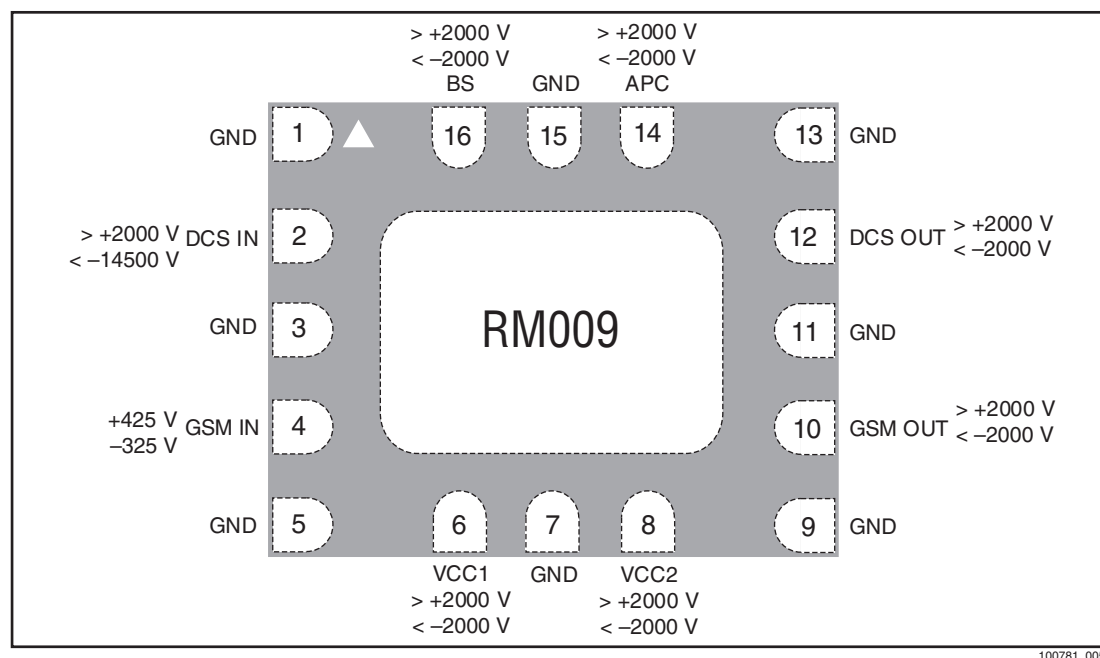 > +2000 V
< –2000 V
BS
GND
> +2000 V
< –2000 V
APC
GND 1
16
15
14
13 GND
> +2000 V
< –14500 V
DCS IN 2
12 DCS OUT
> +2000 V
< –2000 V
GND 3
RM009
11 GND
+425 V
–325 V
GSM IN 4
10 GSM OUT
> +2000 V
< –2000 V
GND 5
6
7
8
9 GND
VCC1
> +2000 V
< –2000 V
GND
VCC2
> +2000 V
< –2000 V